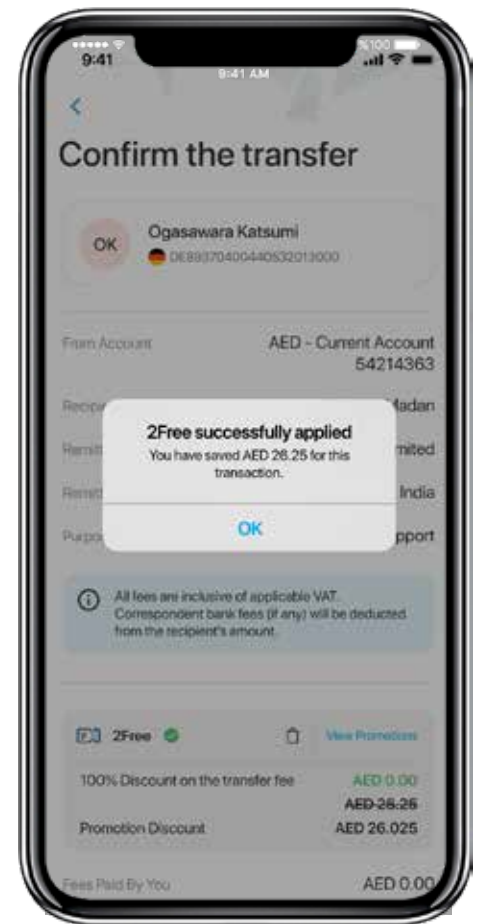 9:41
%100
9:41 AM
Confirm the transfer
OK
Ogasawara Katsumi
DE89370400440532013000
From Account
AED - Current Account
54214363
Madan
2Free successfully applied
You have saved AED 26.25 for this
transaction.
India
OK
All fees are inclusive of applicable VAT.
Correspondent bank fees (if any) will be deducted
from the recipient's amount.
2Free
View Promotions
100% Discount on the transfer fee
AED 0.00
AED 26.25
Promotion Discount
AED 26.025
Fees Paid By You
AED 0.00